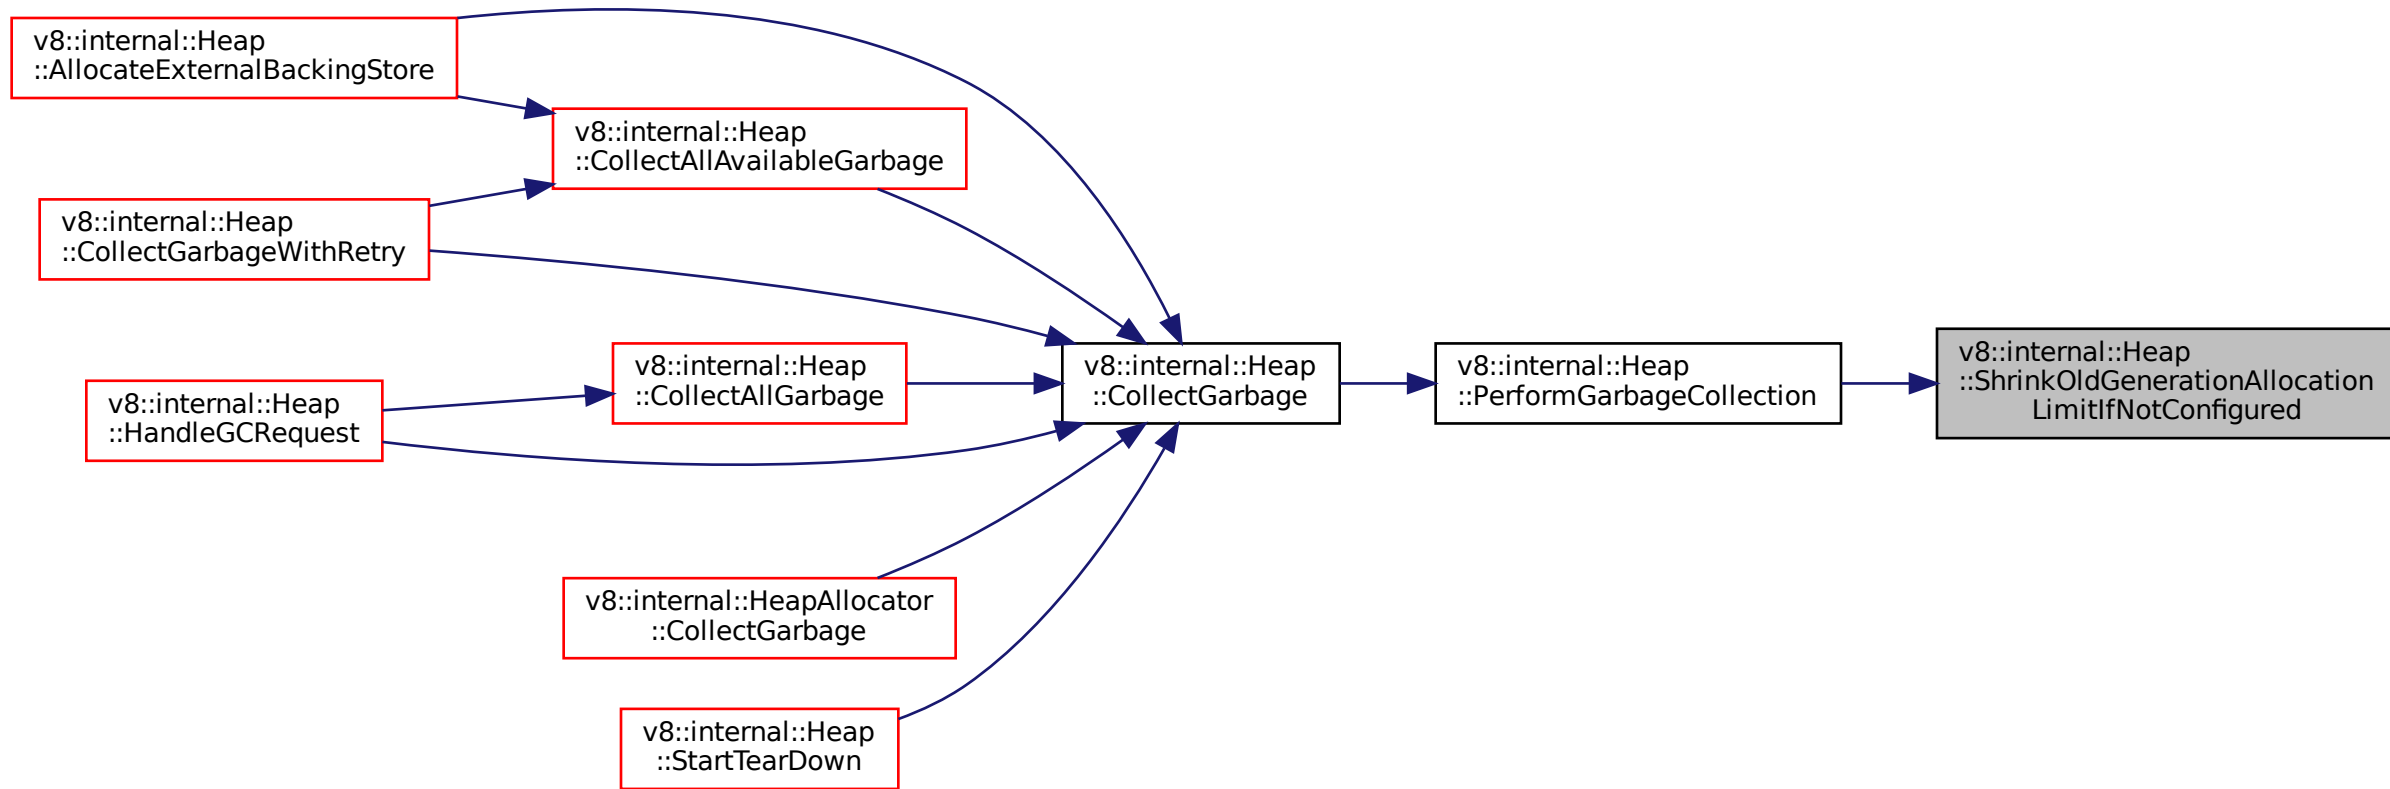 v8::internal::Heap
::AllocateExternalBackingStore
v8::internal::Heap
::CollectAllAvailableGarbage
v8::internal::Heap
::CollectGarbageWithRetry
v8::internal::Heap
::CollectAllGarbage
v8::internal::Heap
::HandleGCRequest
v8::internal::Heap
::CollectGarbage
v8::internal::Heap
::PerformGarbageCollection
v8::internal::Heap
::ShrinkOldGenerationAllocation
LimitIfNotConfigured
v8::internal::HeapAllocator
::CollectGarbage
v8::internal::Heap
::StartTearDown